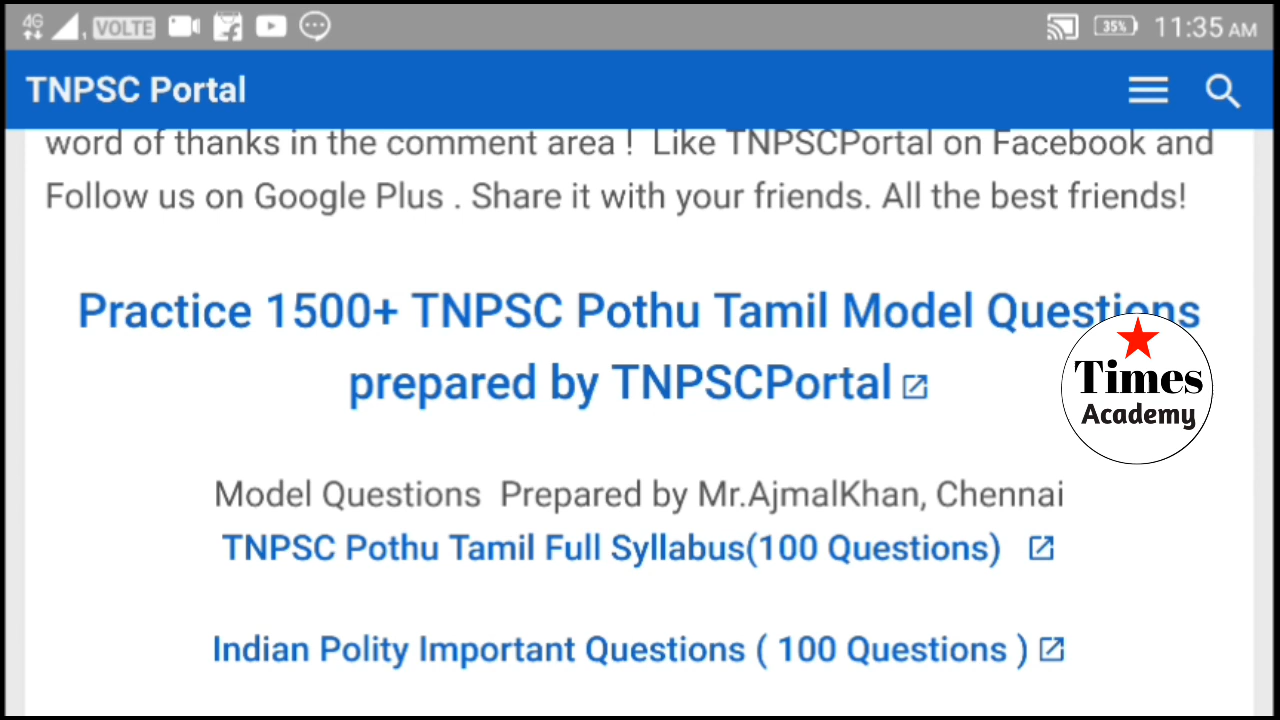 4G VOLTE 35% 11:35 AM
TNPSC Portal
word of thanks in the comment area ! Like TNPSCPortal on Facebook and
Follow us on Google Plus . Share it with your friends. All the best friends!
Practice 1500+ TNPSC Pothu Tamil Model Questions
prepared by TNPSCPortal
Times
Academy
Model Questions Prepared by Mr.AjmalKhan, Chennai
TNPSC Pothu Tamil Full Syllabus(100 Questions)
Indian Polity Important Questions ( 100 Questions )